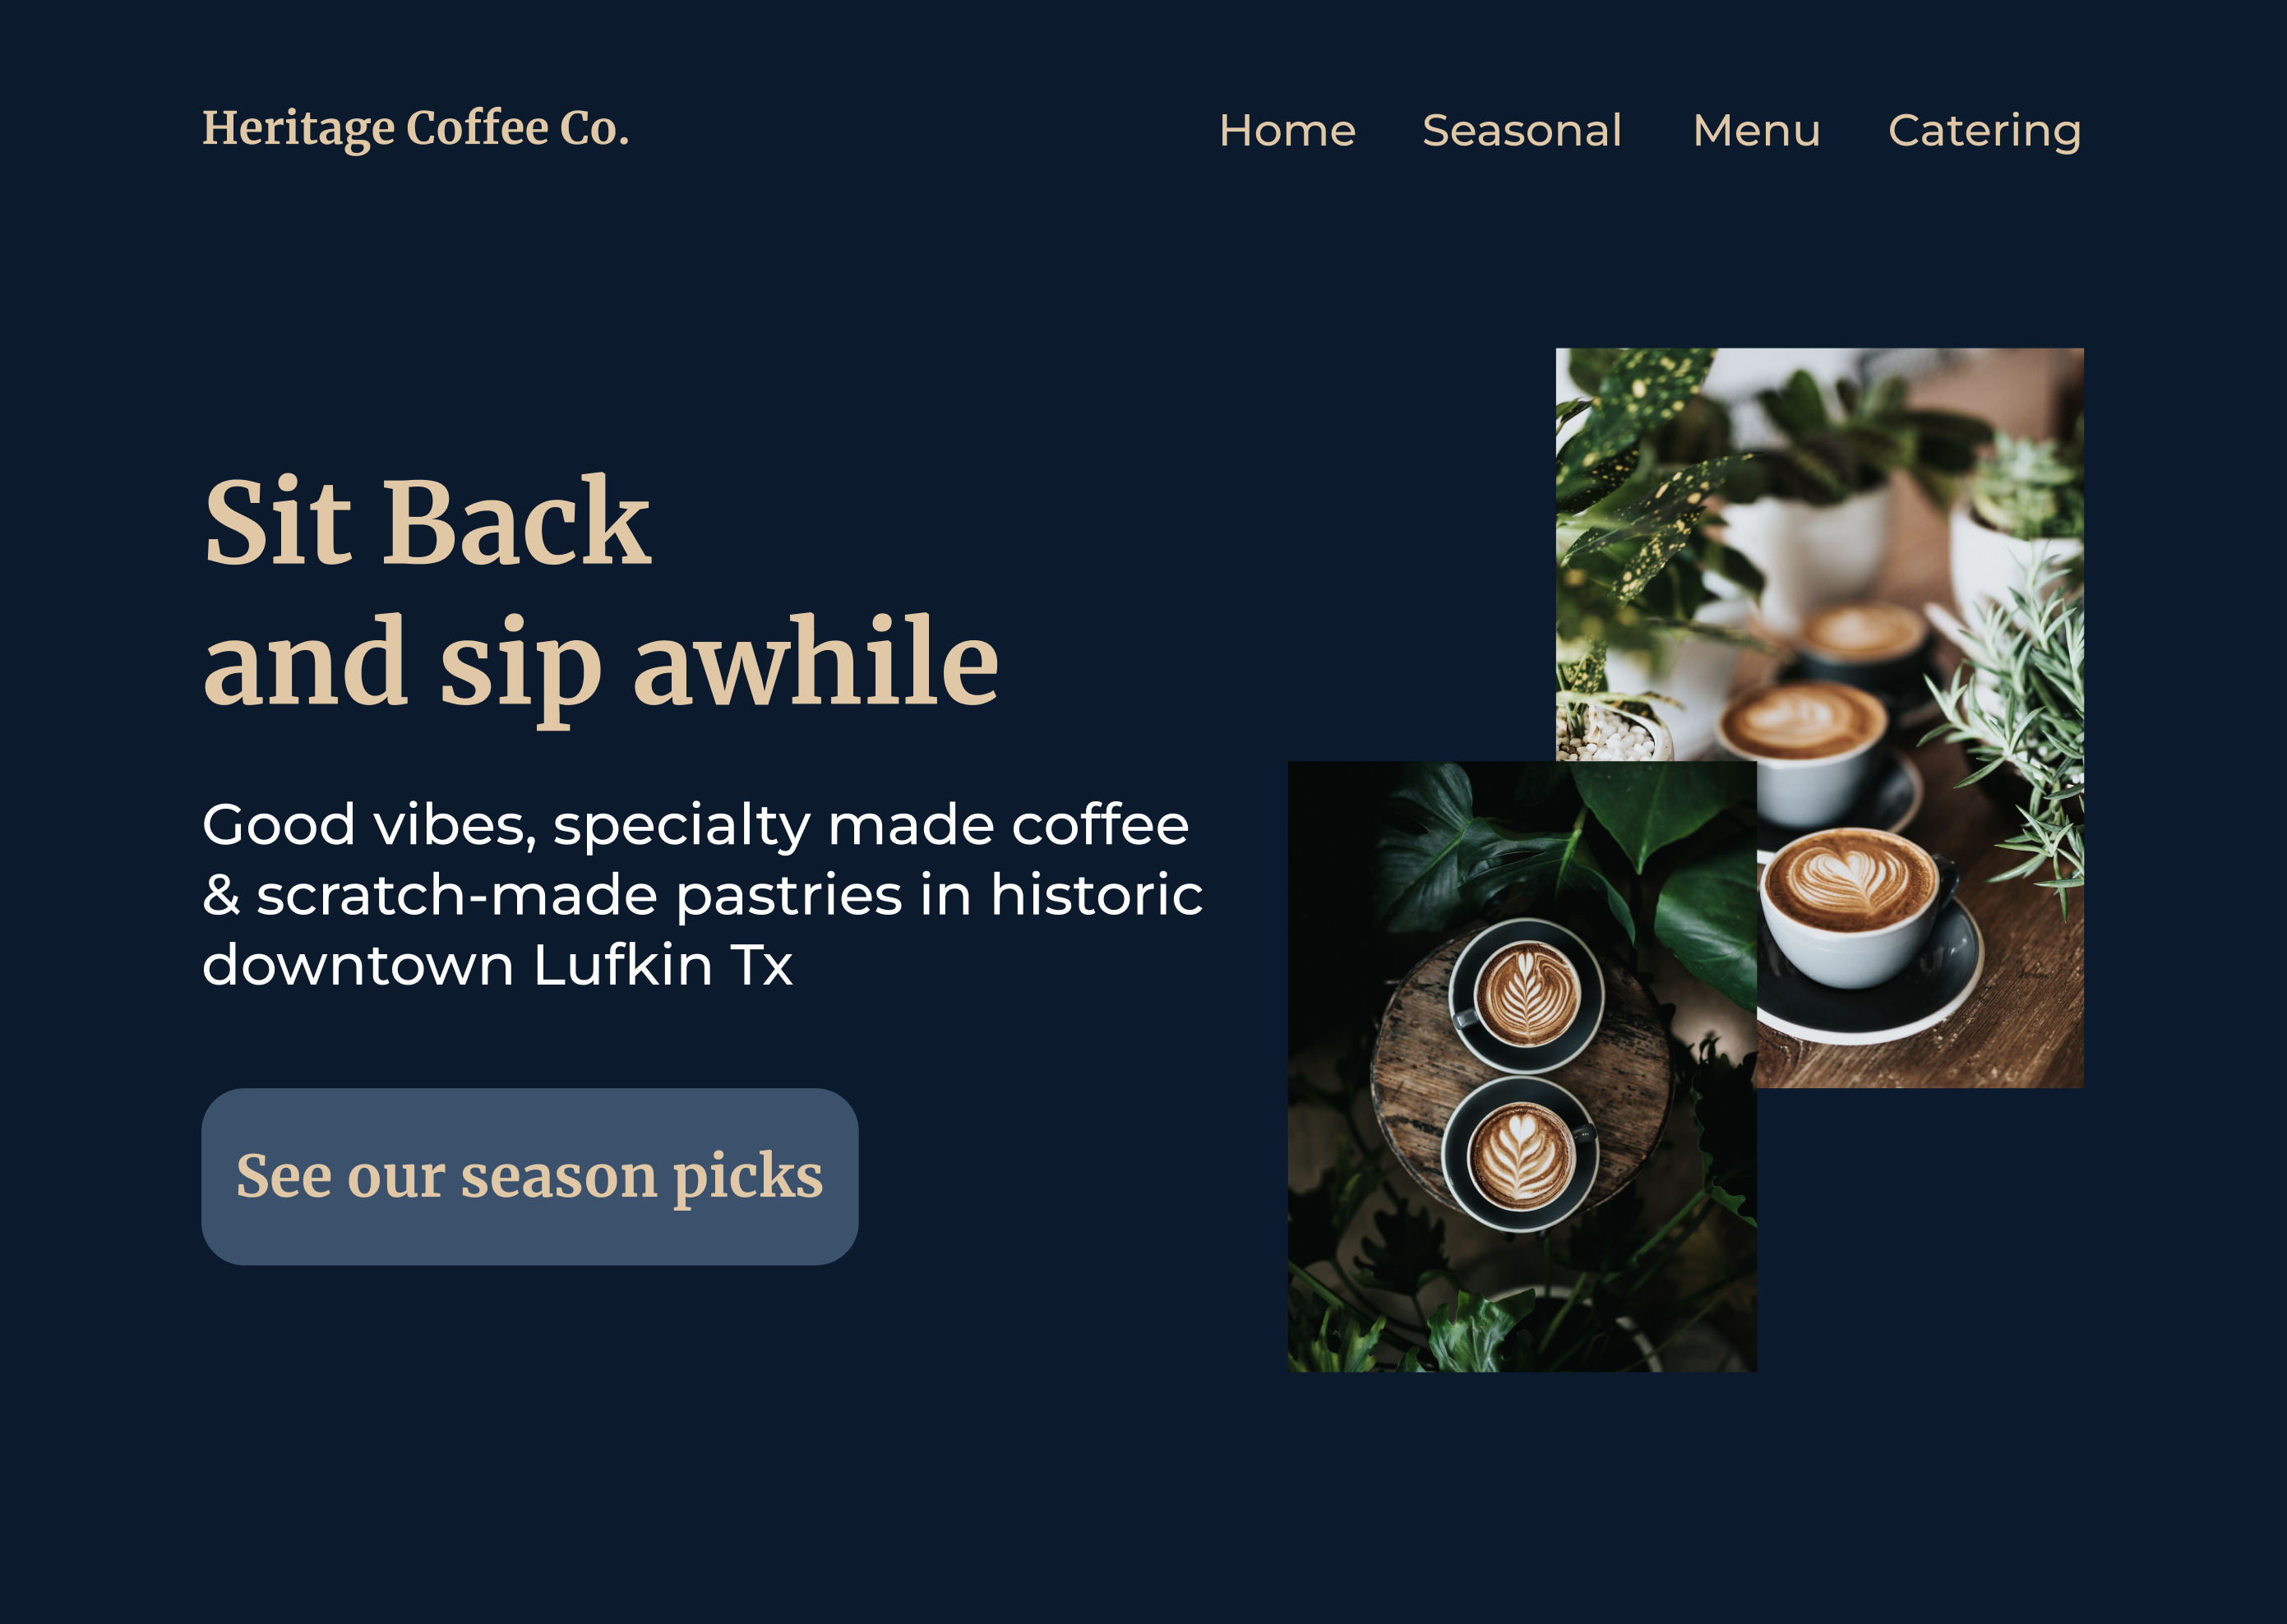 Heritage Coffee Co.
Home Seasonal Menu Catering
Sit Back
and sip awhile
Good vibes, specialty made coffee
& scratch-made pastries in historic
downtown Lufkin Tx
See our season picks